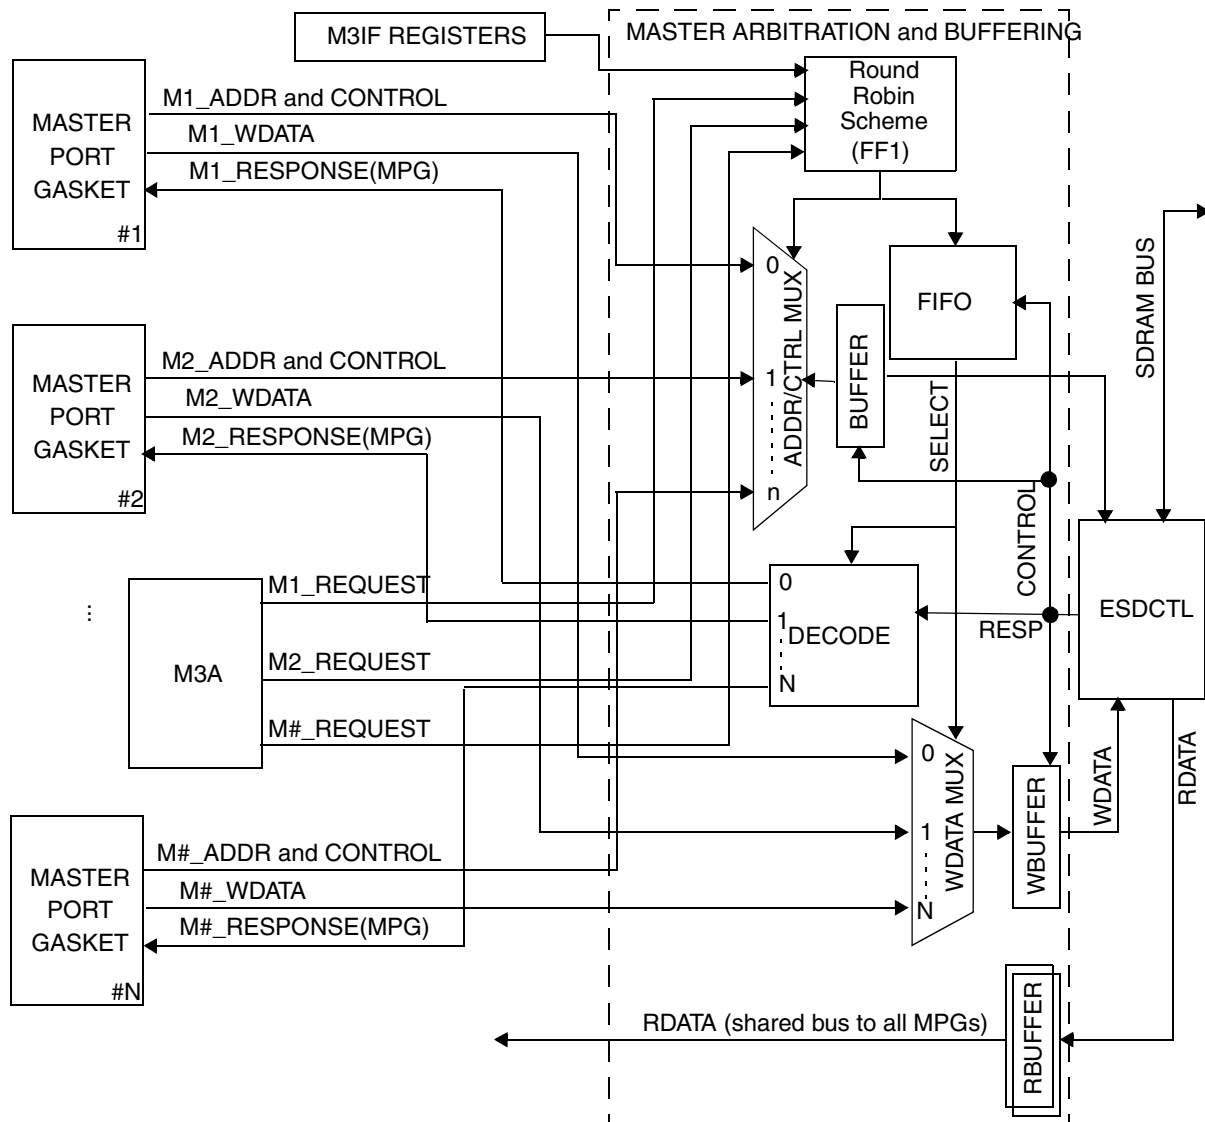 M3IF REGISTERS
MASTER ARBITRATION and BUFFERING
Round
Robin
Scheme
(FF1)
MASTER
PORT
GASKET
#1
M1_ADDR and CONTROL
M1_WDATA
M1_RESPONSE(MPG)
0
1
n
ADDR/CTRL MUX
BUFFER
FIFO
SELECT
CONTROL
SDRAM BUS
MASTER
PORT
GASKET
#2
M2_ADDR and CONTROL
M2_WDATA
M2_RESPONSE(MPG)
...
M3A
M1_REQUEST
M2_REQUEST
M#_REQUEST
0
1
N
DECODE
RESP
ESDCTL
0
1
N
WDATA MUX
WBUFFER
WDATA
RDATA
MASTER
PORT
GASKET
#N
M#_ADDR and CONTROL
M#_WDATA
M#_RESPONSE(MPG)
RDATA (shared bus to all MPGs)
RBUFFER